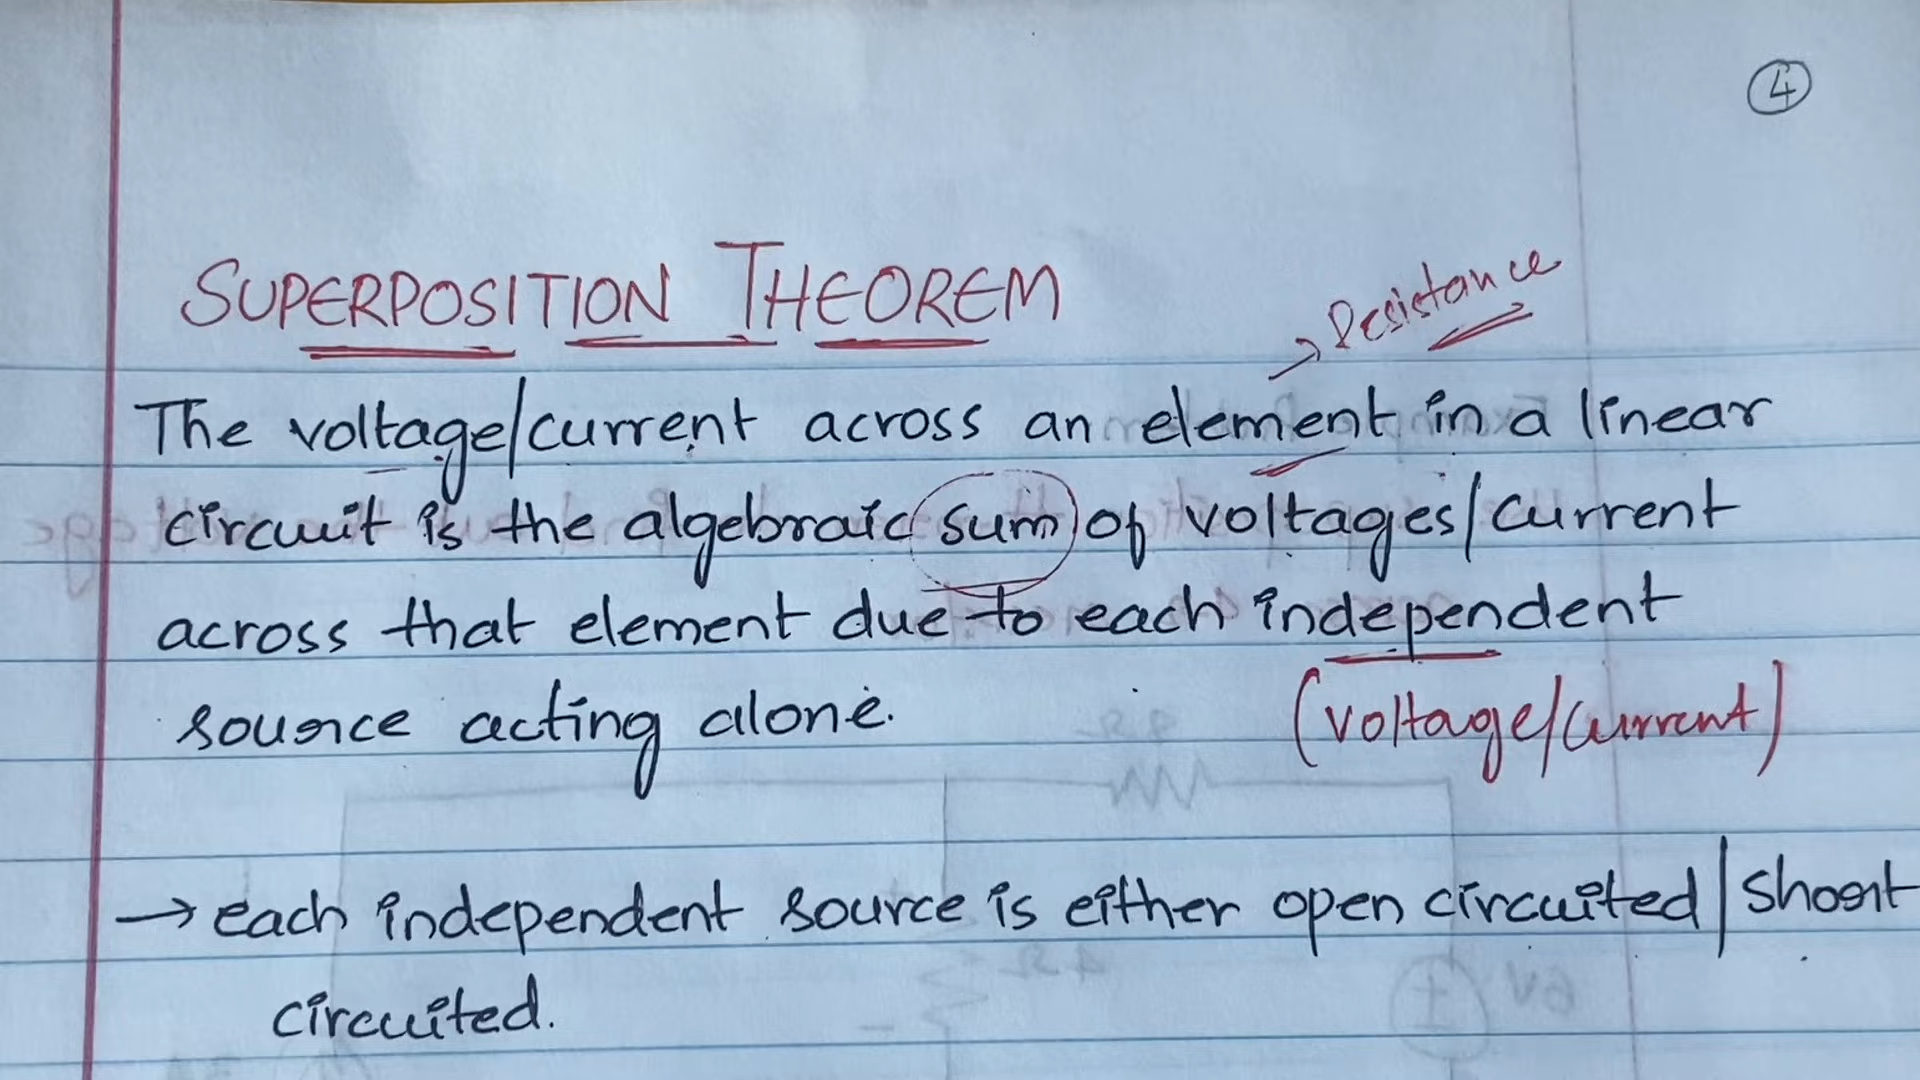 4
SUPERPOSITION THEOREM
→ Resistance
The voltage/current across an element in a linear
circuit is the algebraic sum of voltages/current
across that element due to each independent
source acting alone.
(voltage/current)
→ each independent source is either open circuited/short
circuited.